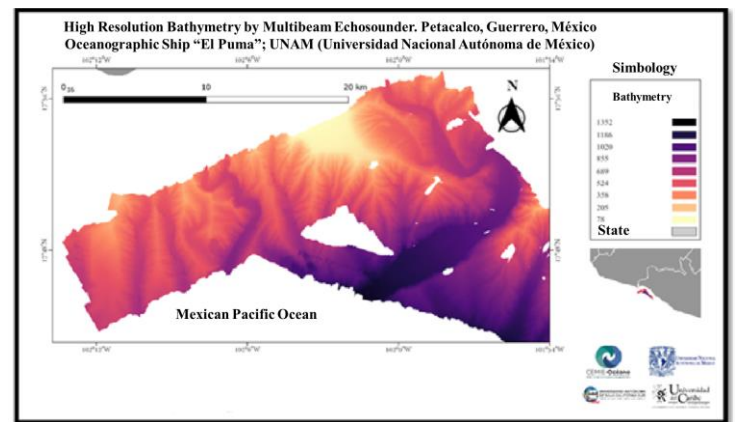 High Resolution Bathymetry by Multibeam Echosounder. Petacalco, Guerrero, México
Oceanographic Ship “El Puma”; UNAM (Universidad Nacional Autónoma de México)
Simbology
Bathymetry
1352
1186
1020
855
689
524
358
205
78
State
10
20 km
N
Mexican Pacific Ocean
CEMIE-Océano
Universidad
del Caribe